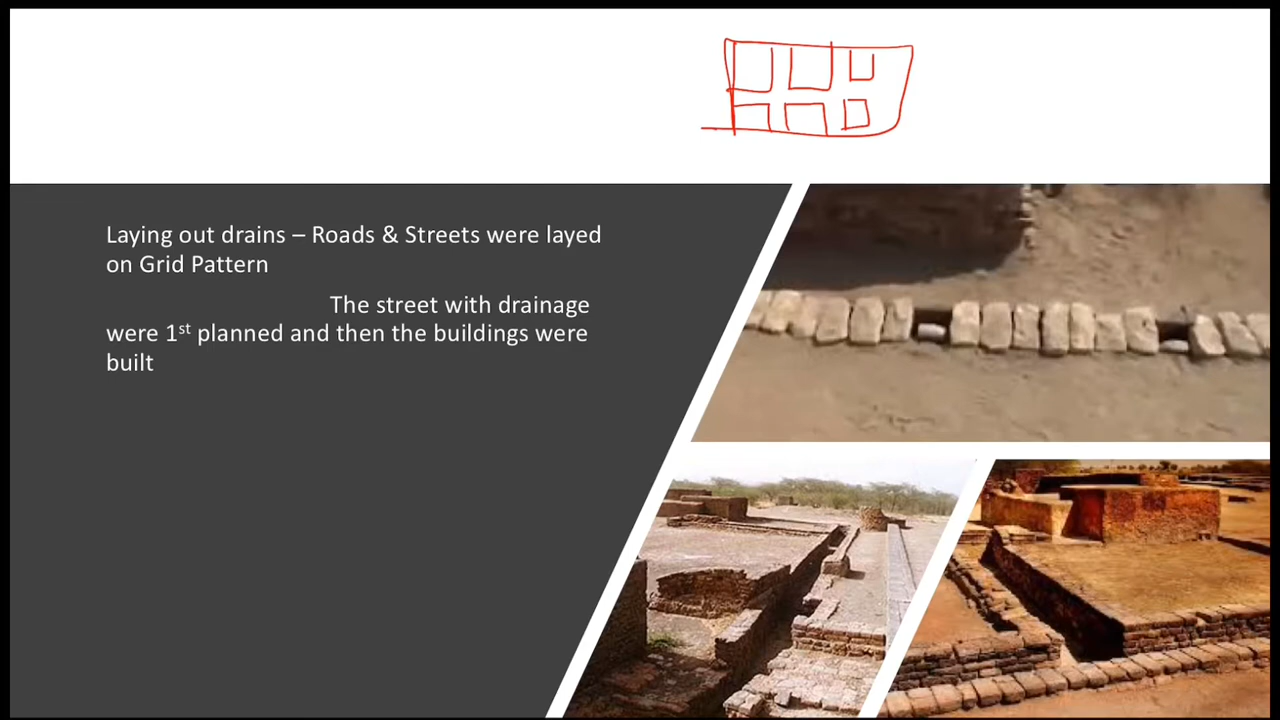 Laying out drains – Roads & Streets were layed
on Grid Pattern
The street with drainage
were 1st planned and then the buildings were
built